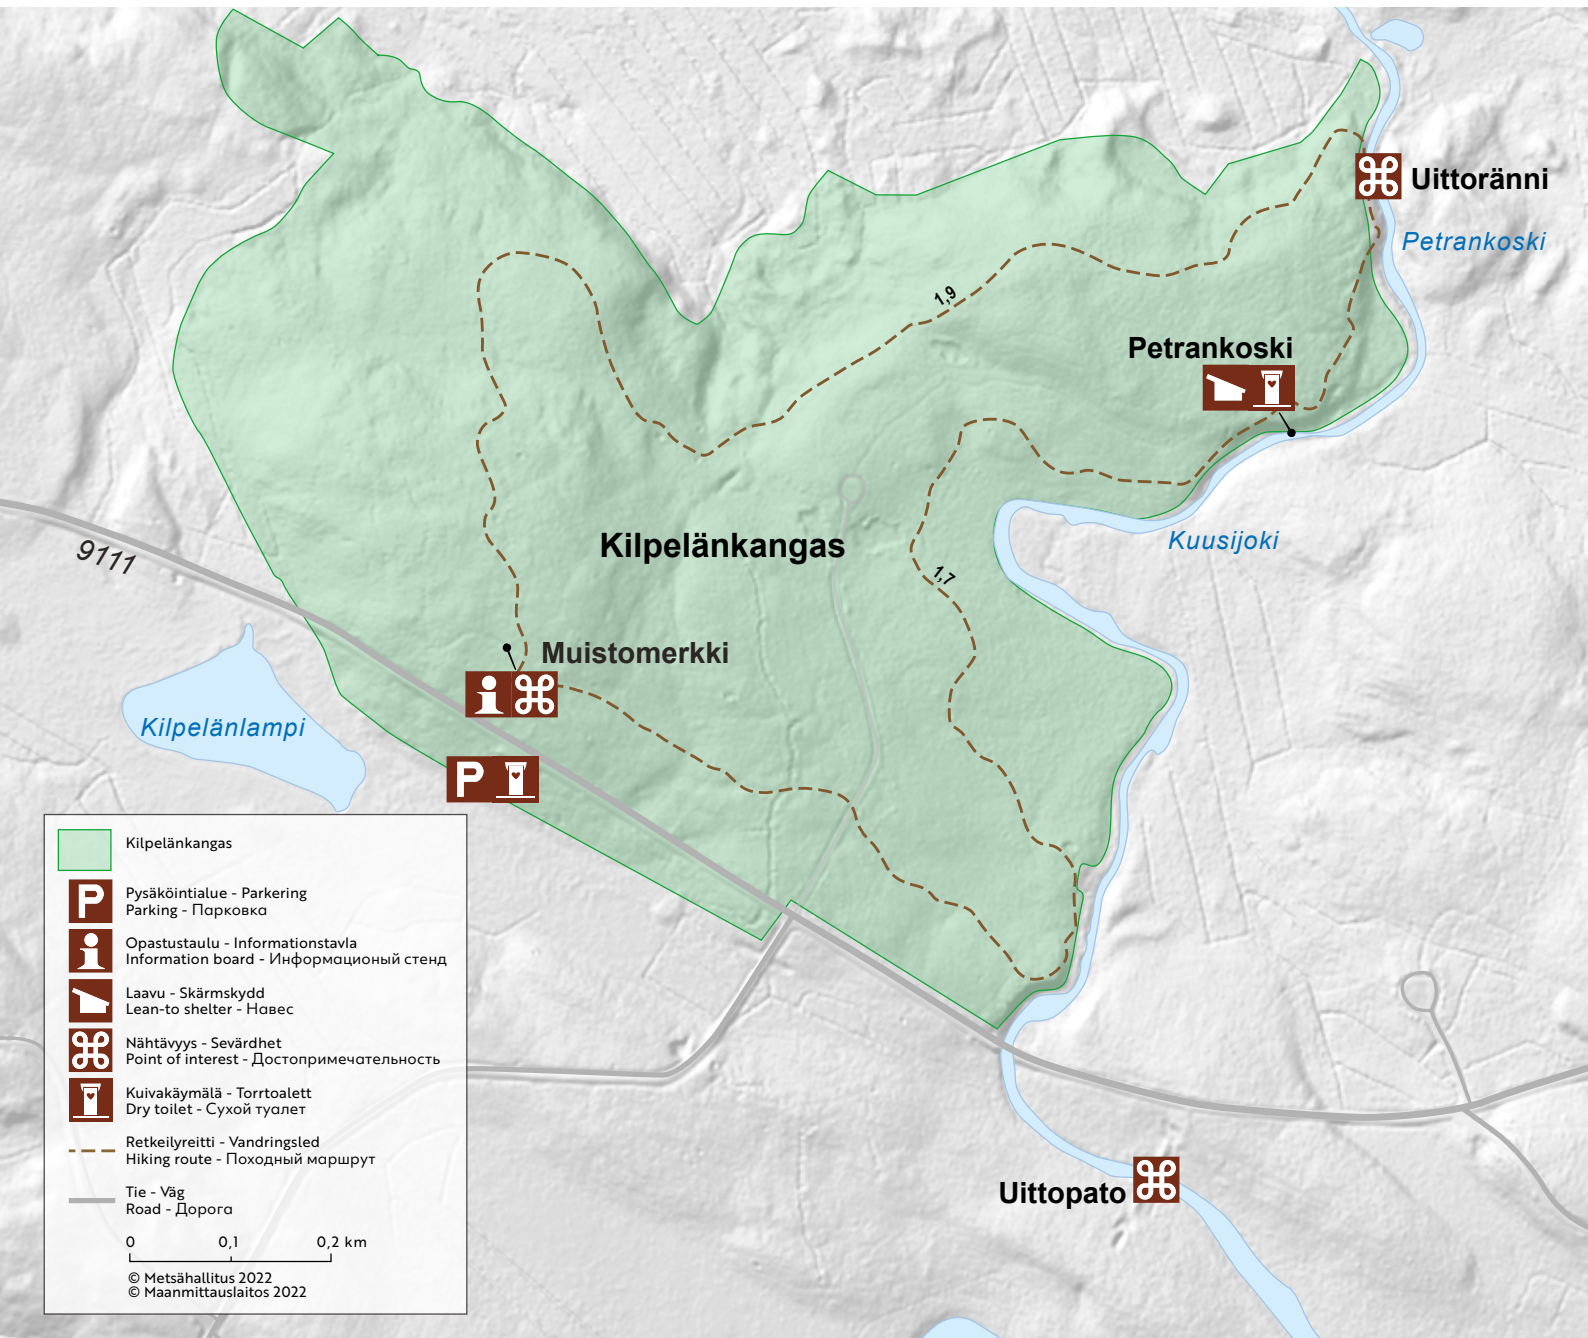 Uittoränni
Petrankoski
1,9
Petrankoski
Kilpelänkangas
Kuusijoki
9111
1,7
Muistomerkki
Kilpelänlampi
P
Uittopato
Kilpelänkangas
P
Pysäköintialue - Parkering
Parking - Парковка
Opastustaulu - Informationstavla
Information board - Информационый стенд
Laavu - Skärmskydd
Lean-to shelter - Навес
Nähtävyys - Sevärdhet
Point of interest - Достопримечательность
Kuivakäymälä - Torrtoalett
Dry toilet - Сухой туалет
Retkeilyreitti - Vandringsled
Hiking route - Походный маршрут
Tie - Väg
Road - Дорога
0 0,1 0,2 km
© Metsähallitus 2022
© Maanmittauslaitos 2022